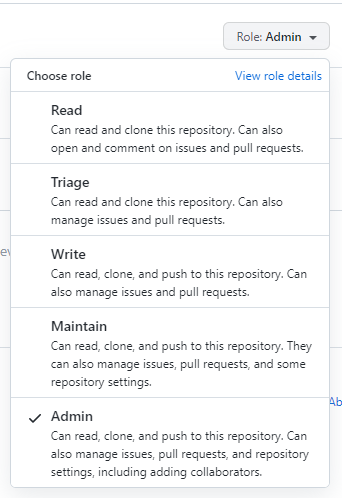 Role: Admin
Choose role
View role details
Read
Can read and clone this repository. Can also
open and comment on issues and pull requests.
Triage
Can read and clone this repository. Can also
manage issues and pull requests.
Write
Can read, clone, and push to this repository. Can
also manage issues and pull requests.
Maintain
Can read, clone, and push to this repository. They
can also manage issues, pull requests, and some
repository settings.
Admin
Can read, clone, and push to this repository. Can
also manage issues, pull requests, and repository
settings, including adding collaborators.